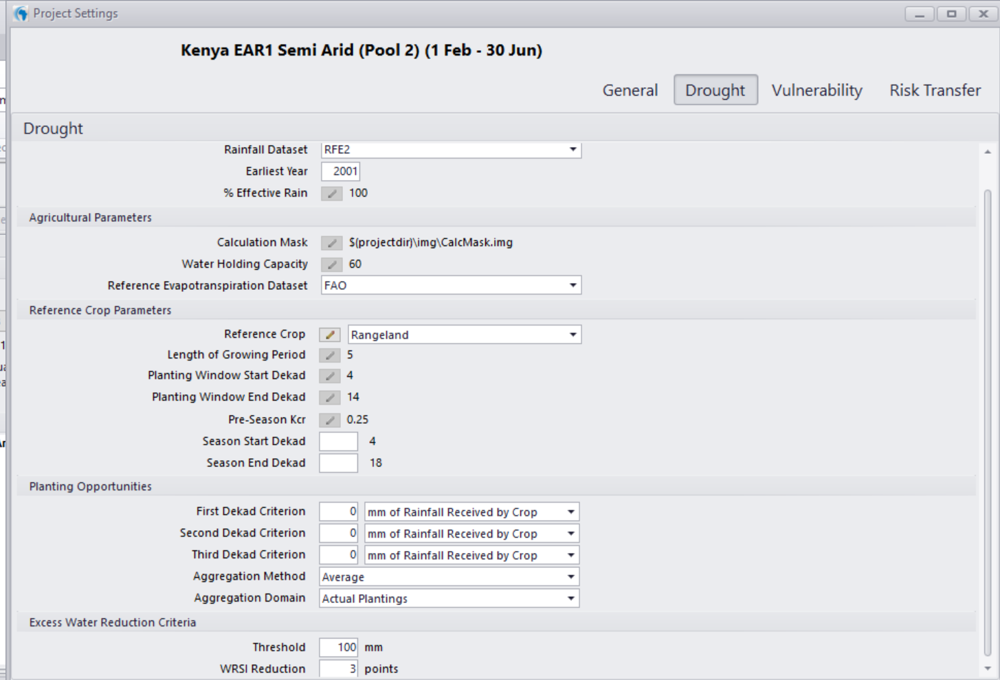 Project Settings
Kenya EAR1 Semi Arid (Pool 2) (1 Feb - 30 Jun)
General Drought Vulnerability Risk Transfer
Drought
Rainfall Dataset RFE2
Earliest Year 2001
% Effective Rain 100
Agricultural Parameters
Calculation Mask $(projectdir)\img\CalcMask.img
Water Holding Capacity 60
Reference Evapotranspiration Dataset FAO
Reference Crop Parameters
Reference Crop Rangeland
Length of Growing Period 5
Planting Window Start Dekad 4
Planting Window End Dekad 14
Pre-Season Kcr 0.25
Season Start Dekad 4
Season End Dekad 18
Planting Opportunities
First Dekad Criterion 0 mm of Rainfall Received by Crop
Second Dekad Criterion 0 mm of Rainfall Received by Crop
Third Dekad Criterion 0 mm of Rainfall Received by Crop
Aggregation Method Average
Aggregation Domain Actual Plantings
Excess Water Reduction Criteria
Threshold 100 mm
WRSI Reduction 3 points